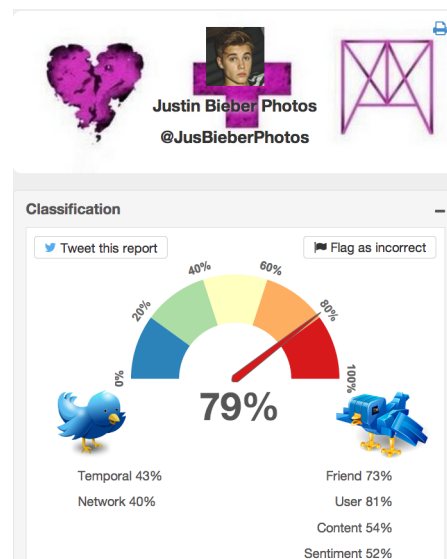 Justin Bieber Photos
@JusBieberPhotos
Classification
Tweet this report
Flag as incorrect
0%
20%
40%
60%
80%
100%
79%
Temporal 43%
Network 40%
Friend 73%
User 81%
Content 54%
Sentiment 52%